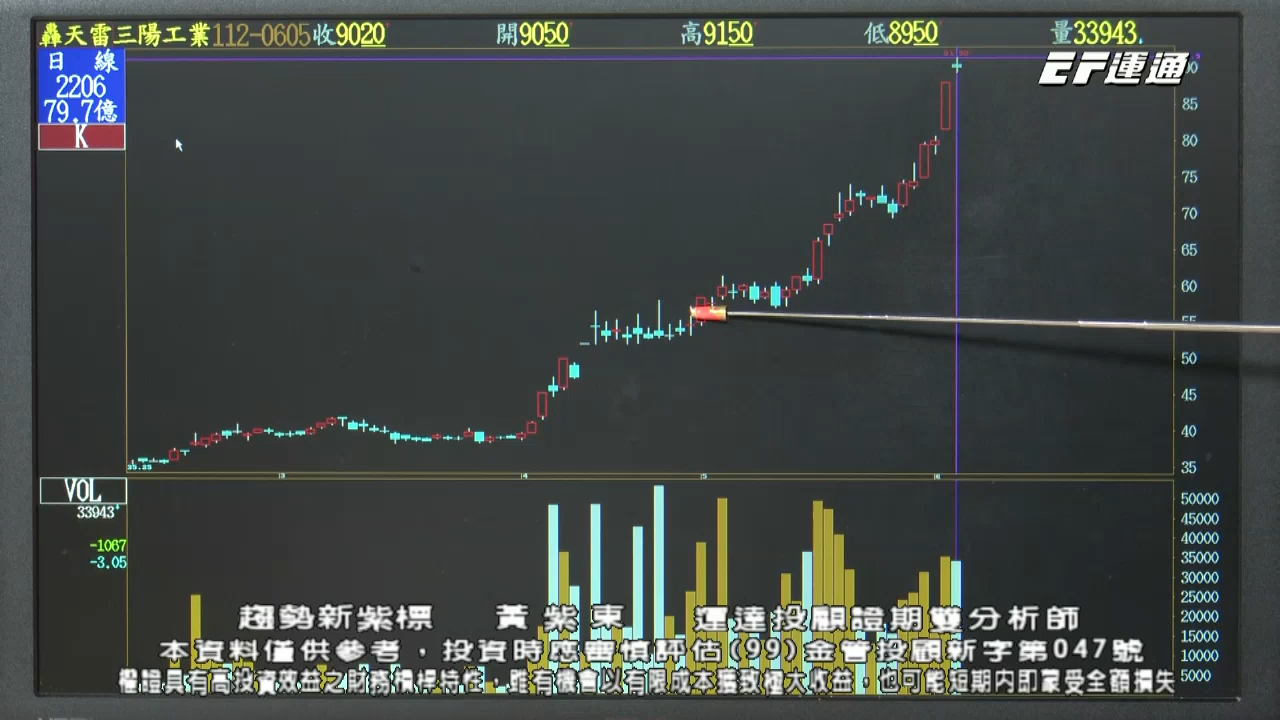 轟天雷三陽工業112-0605收9020 開9050 高9150 低8950 量33943.
EF運通
日 線
2206
79.7億
K
90
85
80
75
70
65
60
55
50
45
40
35
35.25
3 4 5 6
VOL
33943
-1067
-3.05
50000
45000
40000
35000
30000
25000
20000
15000
10000
5000
趨勢新紫標 黃紫東 運達投顧證期雙分析師
本資料僅供參考，投資時應審慎評估(99)金管投顧新字第047號
權證具有高投資效益之財務槓桿特性，雖有機會以有限成本獲致極大收益，也可能短期內即蒙受全額損失